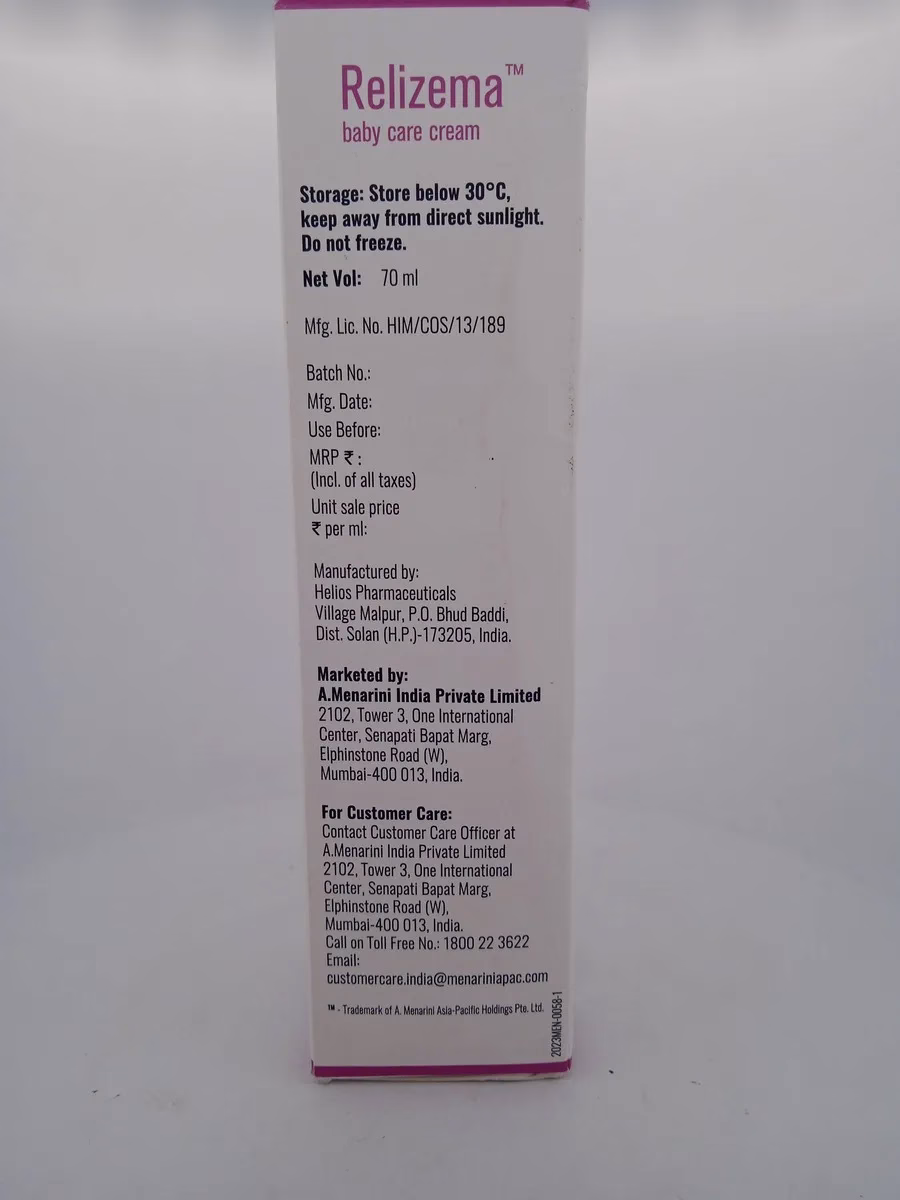 Relizema™
baby care cream
Storage: Store below 30°C,
keep away from direct sunlight.
Do not freeze.
Net Vol: 70 ml
Mfg. Lic. No. HIM/COS/13/189
Batch No.:
Mfg. Date:
Use Before:
MRP ₹ :
(Incl. of all taxes)
Unit sale price
₹ per ml:
Manufactured by:
Helios Pharmaceuticals
Village Malpur, P.O. Bhud Baddi,
Dist. Solan (H.P.)-173205, India.
Marketed by:
A.Menarini India Private Limited
2102, Tower 3, One International
Center, Senapati Bapat Marg,
Elphinstone Road (W),
Mumbai-400 013, India.
For Customer Care:
Contact Customer Care Officer at
A.Menarini India Private Limited
2102, Tower 3, One International
Center, Senapati Bapat Marg,
Elphinstone Road (W),
Mumbai-400 013, India.
Call on Toll Free No.: 1800 22 3622
Email:
customercare.india@menariniapac.com
™ - Trademark of A. Menarini Asia-Pacific Holdings Pte. Ltd.
2023MEN-0058-1